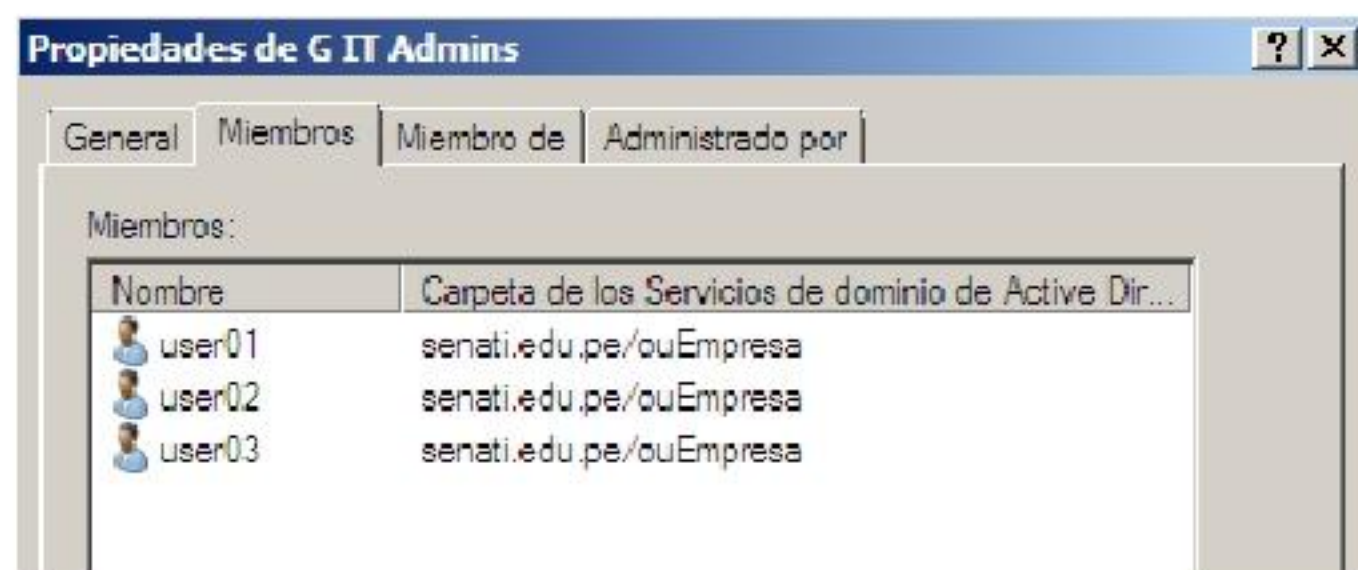 Propiedades de G IT Admins ? ×
General Miembros Miembro de Administrado por
Miembros:
Nombre Carpeta de los Servicios de dominio de Active Dir...
user01 senati.edu.pe/ouEmpresa
user02 senati.edu.pe/ouEmpresa
user03 senati.edu.pe/ouEmpresa